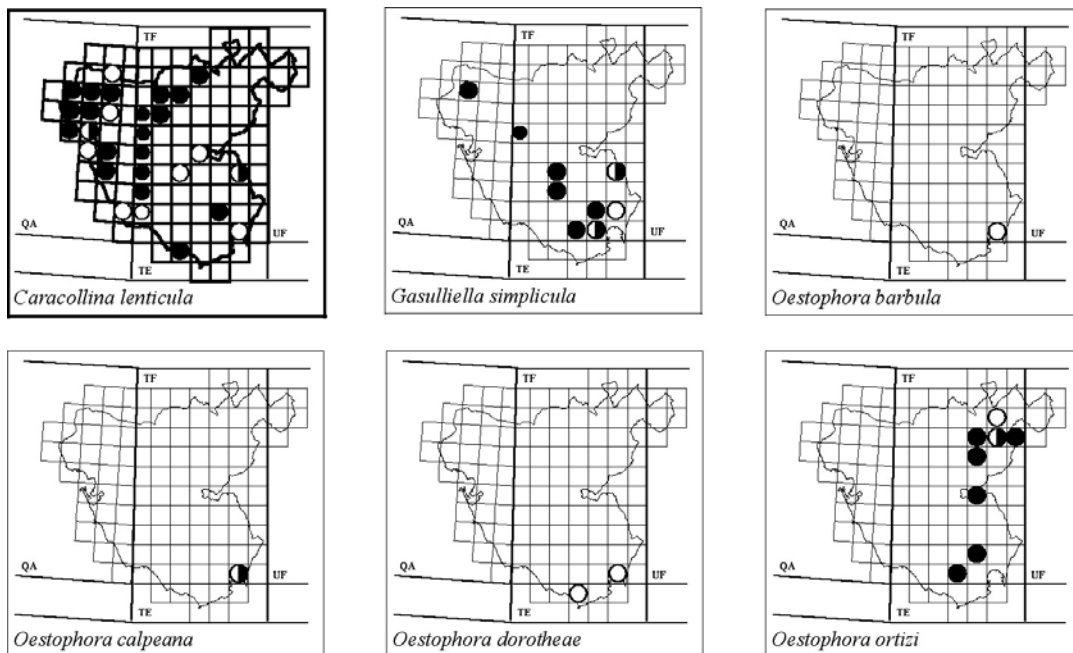 TF
QA
UF
TE
Caracollina lenticula
TF
QA
UF
TE
Gasulliella simplicula
TF
QA
UF
TE
Oestophora barbula
TF
QA
UF
TE
Oestophora calpeana
TF
QA
UF
TE
Oestophora dorotheae
TF
QA
UF
TE
Oestophora ortizi